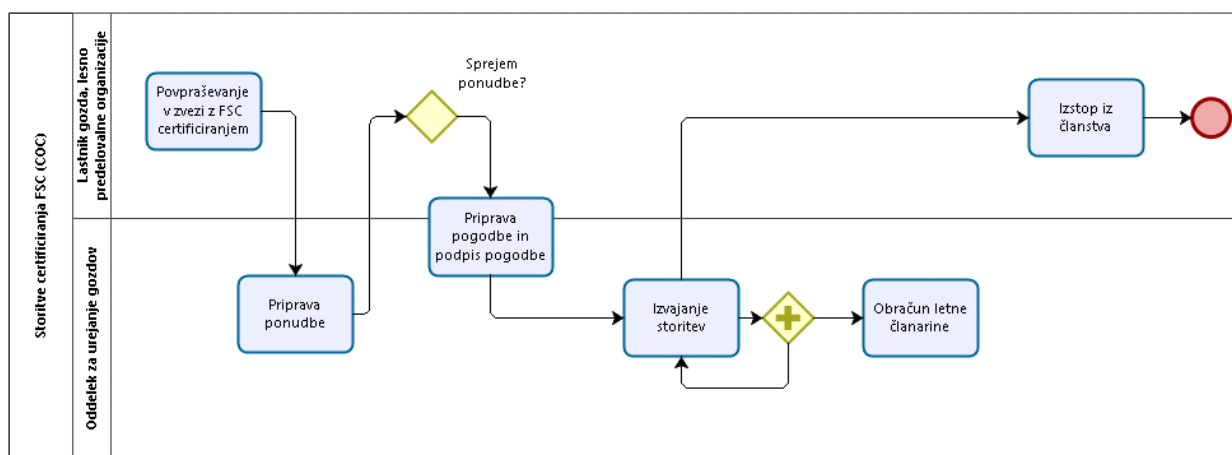 Storitve certificiranja FSC (COC)
Lastnik gozda, lesno
predelovalne organizacije
Povpraševanje
v zvezi z FSC
certificiranjem
Sprejem
ponudbe?
Izstop iz
članstva
Oddelek za urejanje gozdov
Priprava
pogodbe in
podpis pogodbe
Priprava
ponudbe
Izvajanje
storitev
Obračun letne
članarine